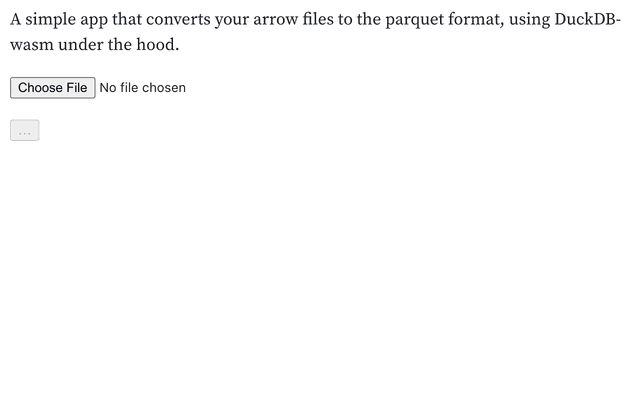 A simple app that converts your arrow files to the parquet format, using DuckDB-
wasm under the hood.
Choose File No file chosen
...